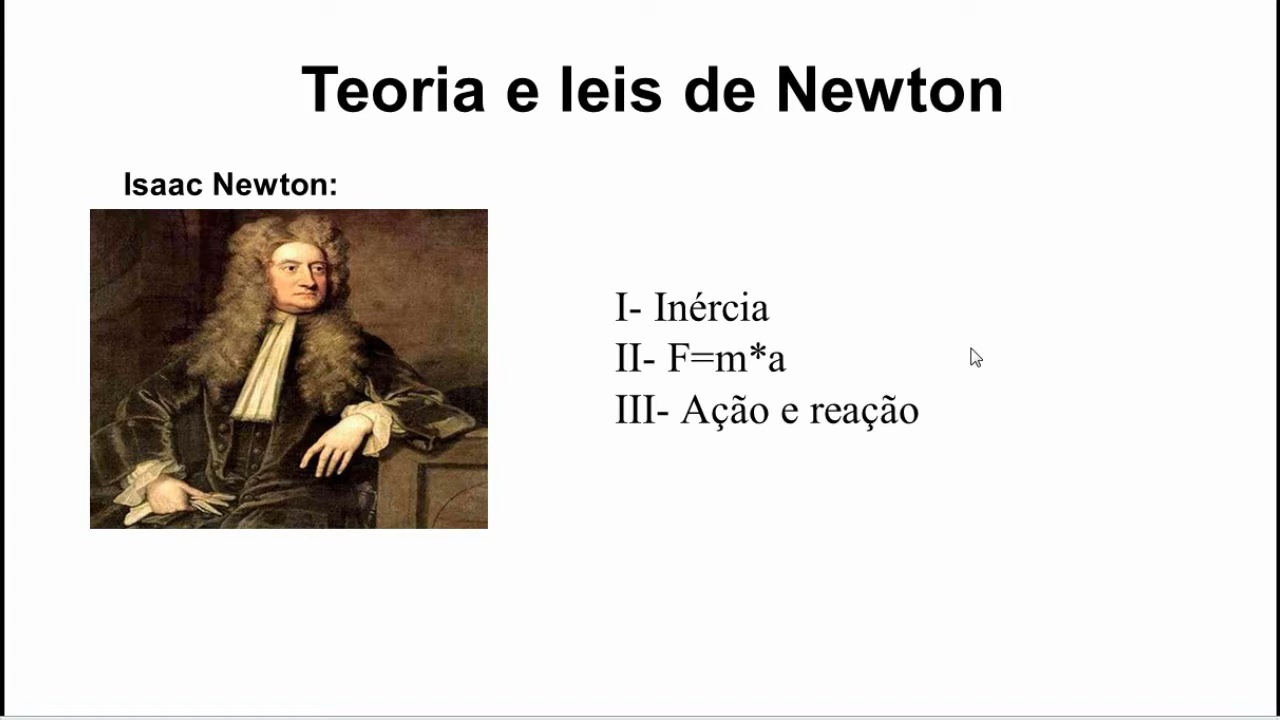 Teoria e leis de Newton
Isaac Newton:
I- Inércia
II- F=m*a
III- Ação e reação